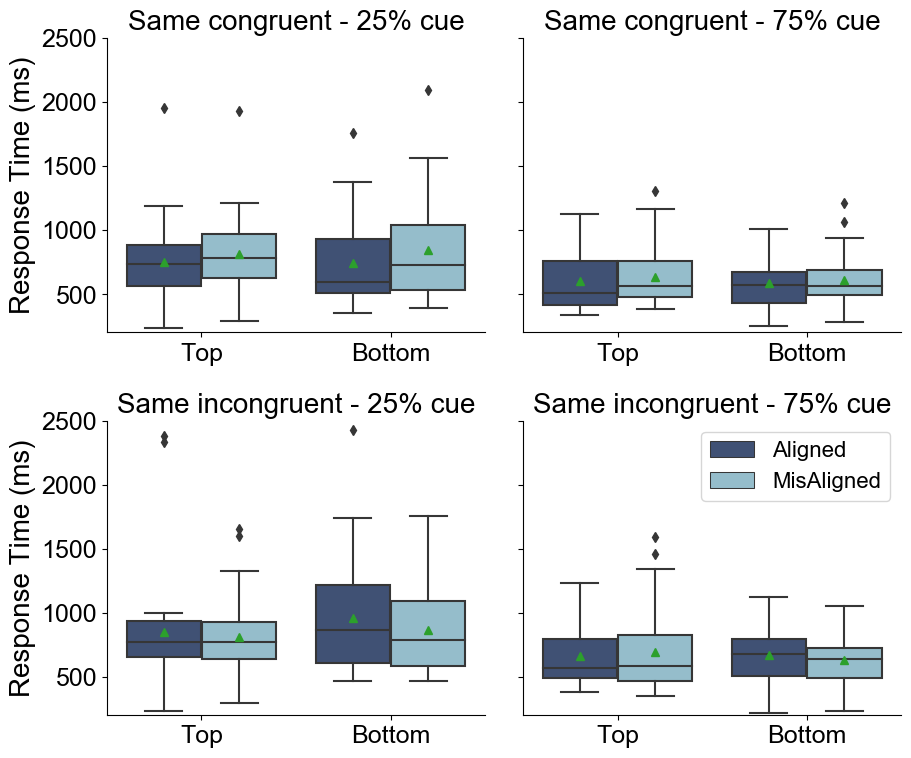 Same congruent - 25% cue
Same congruent - 75% cue
Response Time (ms)
2500
2000
1500
1000
500
Top
Bottom
Top
Bottom
Same incongruent - 25% cue
Same incongruent - 75% cue
Response Time (ms)
2500
2000
1500
1000
500
Aligned
MisAligned
Top
Bottom
Top
Bottom